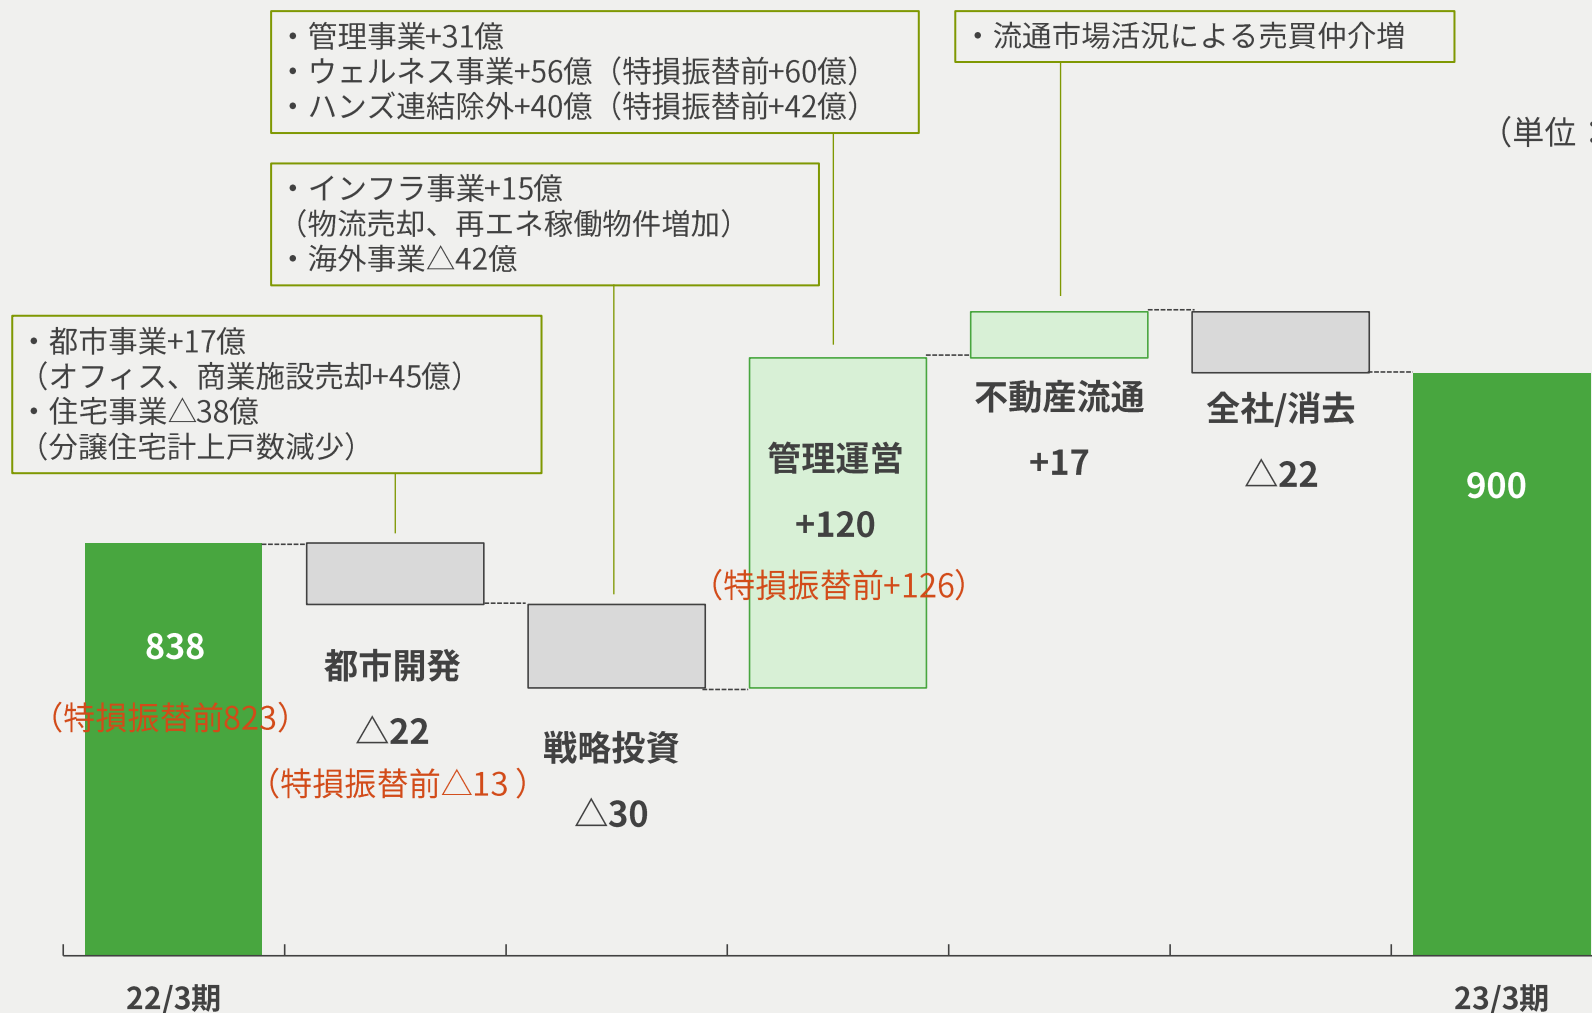 ・管理事業+31億
・ウェルネス事業+56億（特損振替前+60億）
・ハンズ連結除外+40億（特損振替前+42億）
・流通市場活況による売買仲介増
（単位：
・インフラ事業+15億
（物流売却、再エネ稼働物件増加）
・海外事業△42億
・都市事業+17億
（オフィス、商業施設売却+45億）
・住宅事業△38億
（分譲住宅計上戸数減少）
838
（特損振替前823）
都市開発
△22
（特損振替前△13 ）
戦略投資
△30
管理運営
+120
（特損振替前+126）
不動産流通
+17
全社/消去
△22
900
22/3期
23/3期